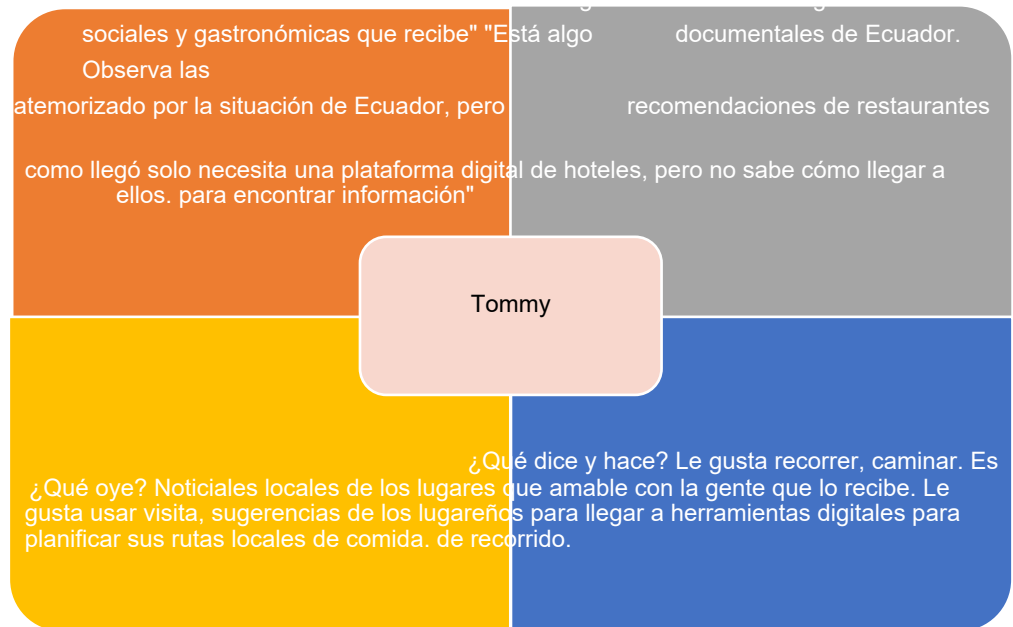 sociales y gastronómicas que recibe" "Está algo documentales de Ecuador.
Observa las
atemorizado por la situación de Ecuador, pero recomendaciones de restaurantes
como llegó solo necesita una plataforma digital de hoteles, pero no sabe cómo llegar a
ellos. para encontrar información"
Tommy
¿Qué dice y hace? Le gusta recorrer, caminar. Es
¿Qué oye? Noticiales locales de los lugares que amable con la gente que lo recibe. Le
gusta usar visita, sugerencias de los lugareños para llegar a herramientas digitales para
planificar sus rutas locales de comida. de recorrido.